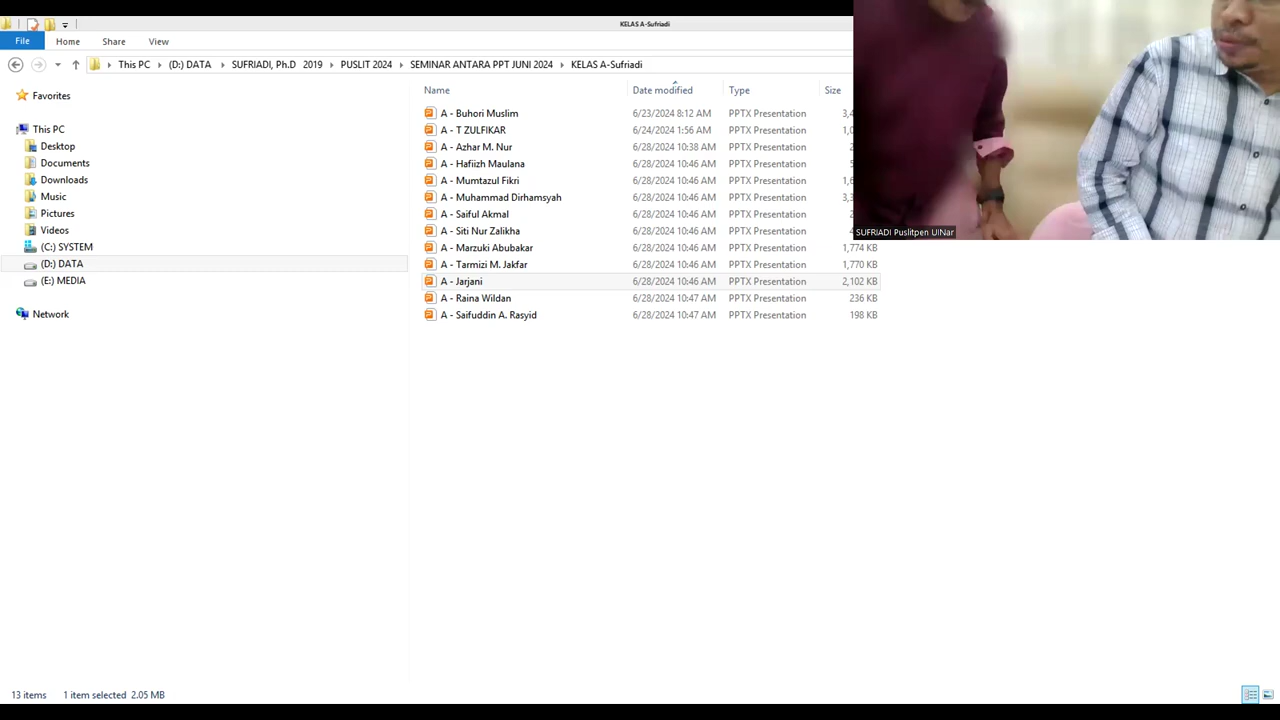 KELAS A-Sufriadi
File Home Share View
This PC (D:) DATA SUFRIADI, Ph.D 2019 PUSLIT 2024 SEMINAR ANTARA PPT JUNI 2024 KELAS A-Sufriadi
Favorites
This PC
Desktop
Documents
Downloads
Music
Pictures
Videos
(C:) SYSTEM
(D:) DATA
(E:) MEDIA
Network
Name Date modified Type Size
A - Buhori Muslim 6/23/2024 8:12 AM PPTX Presentation
A - T ZULFIKAR 6/24/2024 1:56 AM PPTX Presentation
A - Azhar M. Nur 6/28/2024 10:38 AM PPTX Presentation
A - Hafiizh Maulana 6/28/2024 10:46 AM PPTX Presentation
A - Mumtazul Fikri 6/28/2024 10:46 AM PPTX Presentation
A - Muhammad Dirhamsyah 6/28/2024 10:46 AM PPTX Presentation
A - Saiful Akmal 6/28/2024 10:46 AM PPTX Presentation
A - Siti Nur Zalikha 6/28/2024 10:46 AM PPTX Presentation
A - Marzuki Abubakar 6/28/2024 10:46 AM PPTX Presentation 1,774 KB
A - Tarmizi M. Jakfar 6/28/2024 10:46 AM PPTX Presentation 1,770 KB
A - Jarjani 6/28/2024 10:46 AM PPTX Presentation 2,102 KB
A - Raina Wildan 6/28/2024 10:47 AM PPTX Presentation 236 KB
A - Saifuddin A. Rasyid 6/28/2024 10:47 AM PPTX Presentation 198 KB
SUFRIADI Puslitpen UINar
13 items 1 item selected 2.05 MB